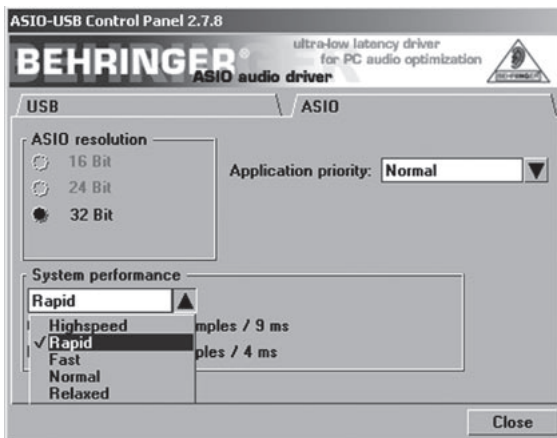 ASIO-USB Control Panel 2.7.8
BEHRINGER®
ultra-low latency driver
for PC audio optimization
ASIO audio driver
BEHRINGER
USB
ASIO
ASIO resolution
16 Bit
24 Bit
32 Bit
Application priority: Normal
System performance
Rapid
/ 9 ms
/ 4 ms
Highspeed
✓Rapid
Fast
Normal
Relaxed
Close